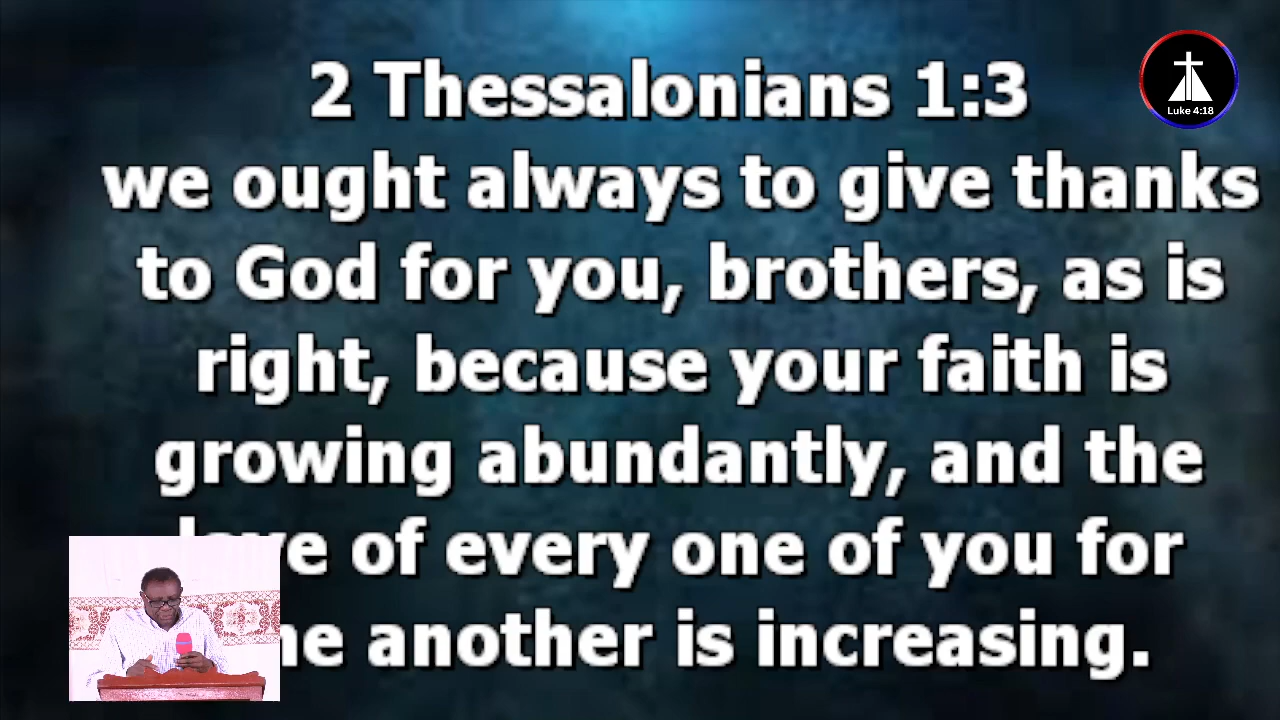 2 Thessalonians 1:3
Luke 4:18
we ought always to give thanks
to God for you, brothers, as is
right, because your faith is
growing abundantly, and the
of every one of you for
another is increasing.